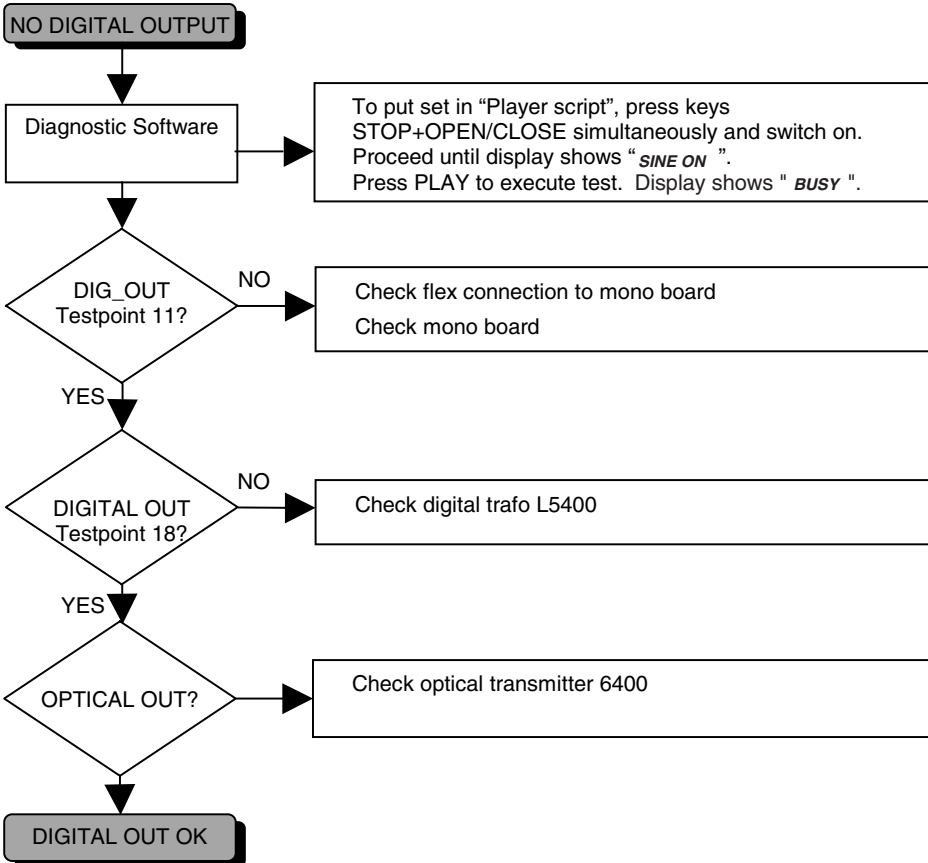 NO DIGITAL OUTPUT
Diagnostic Software
To put set in “Player script”, press keys
STOP+OPEN/CLOSE simultaneously and switch on.
Proceed until display shows “ SINE ON ”.
Press PLAY to execute test. Display shows " BUSY ".
DIG_OUT
Testpoint 11?
NO
Check flex connection to mono board
Check mono board
YES
DIGITAL OUT
Testpoint 18?
NO
Check digital trafo L5400
YES
OPTICAL OUT?
Check optical transmitter 6400
DIGITAL OUT OK